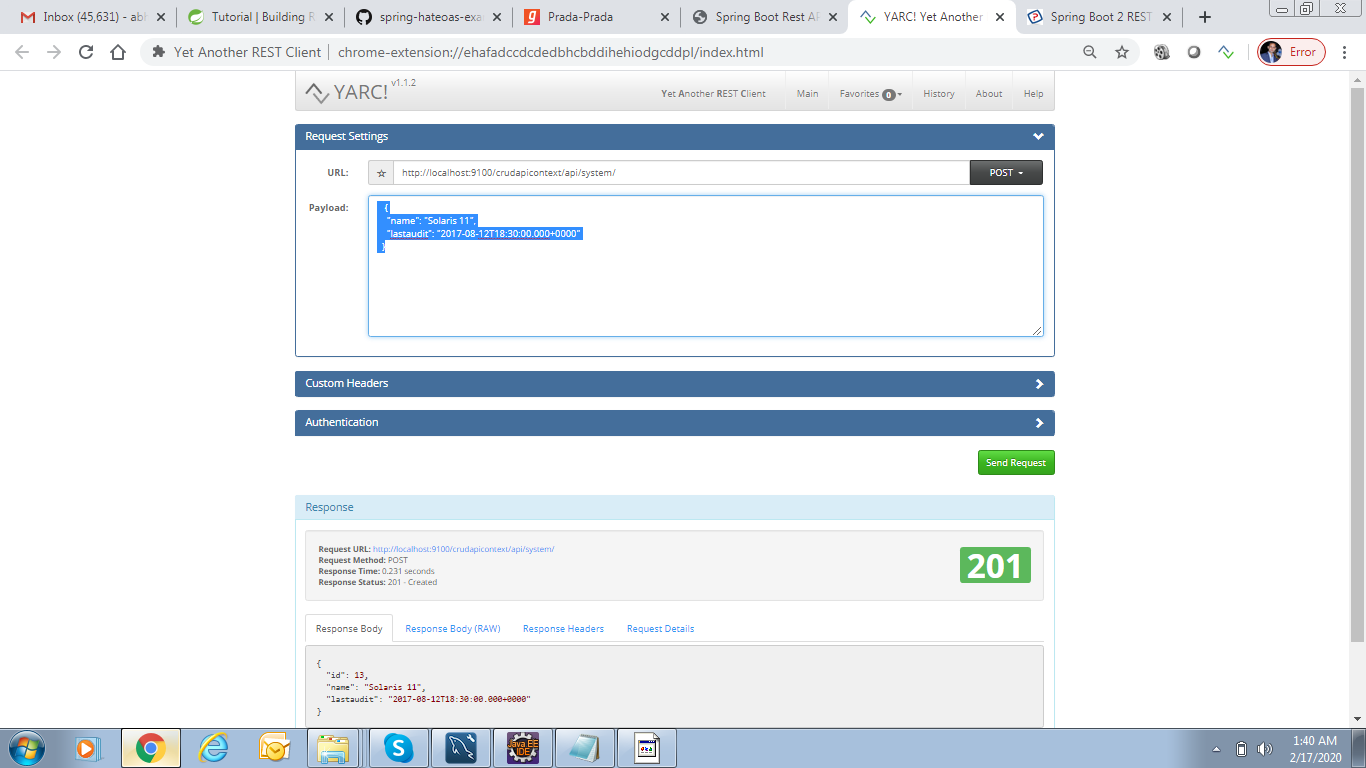 Inbox (45,631) - abh
Tutorial | Building R
spring-hateoas-exa
Prada-Prada
Spring Boot Rest AP
YARC! Yet Another
Spring Boot 2 REST
Yet Another REST Client
chrome-extension://ehafadccdcdedbhcbddihehiodgcddpl/index.html
Error
YARC! v1.1.2
Yet Another REST Client
Main
Favorites 0
History
About
Help
Request Settings
URL:
http://localhost:9100/crudapicontext/api/system/
POST
Payload:
{
"name": "Solaris 11",
"lastaudit": "2017-08-12T18:30:00.000+0000"
}
Custom Headers
Authentication
Send Request
Response
Request URL: http://localhost:9100/crudapicontext/api/system/
Request Method: POST
Response Time: 0.231 seconds
Response Status: 201 - Created
201
Response Body
Response Body (RAW)
Response Headers
Request Details
{
"id": 13,
"name": "Solaris 11",
"lastaudit": "2017-08-12T18:30:00.000+0000"
}
Java EE
IDE
1:40 AM
2/17/2020